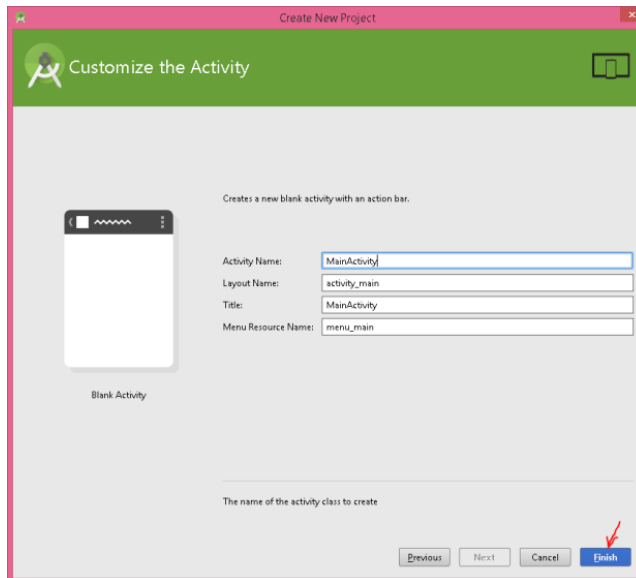 Create New Project
Customize the Activity
Creates a new blank activity with an action bar.
Activity Name: MainActivity
Layout Name: activity_main
Title: MainActivity
Menu Resource Name: menu_main
Blank Activity
The name of the activity class to create
Previous Next Cancel Finish